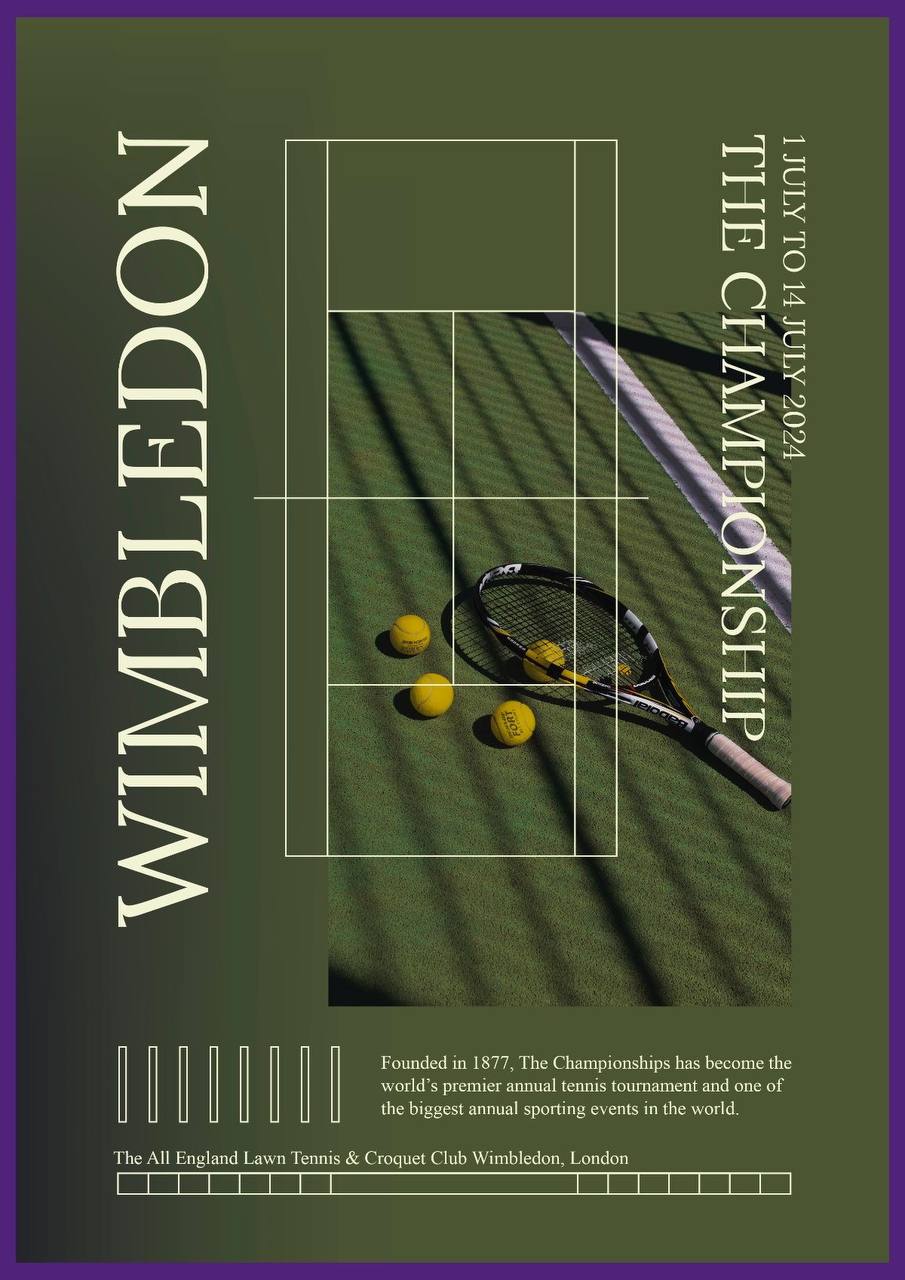 WIMBLEDON
THE CHAMPIONSHIP
1 JULY TO 14 JULY 2024
FORT
Babolat
Founded in 1877, The Championships has become the
world’s premier annual tennis tournament and one of
the biggest annual sporting events in the world.
The All England Lawn Tennis & Croquet Club Wimbledon, London